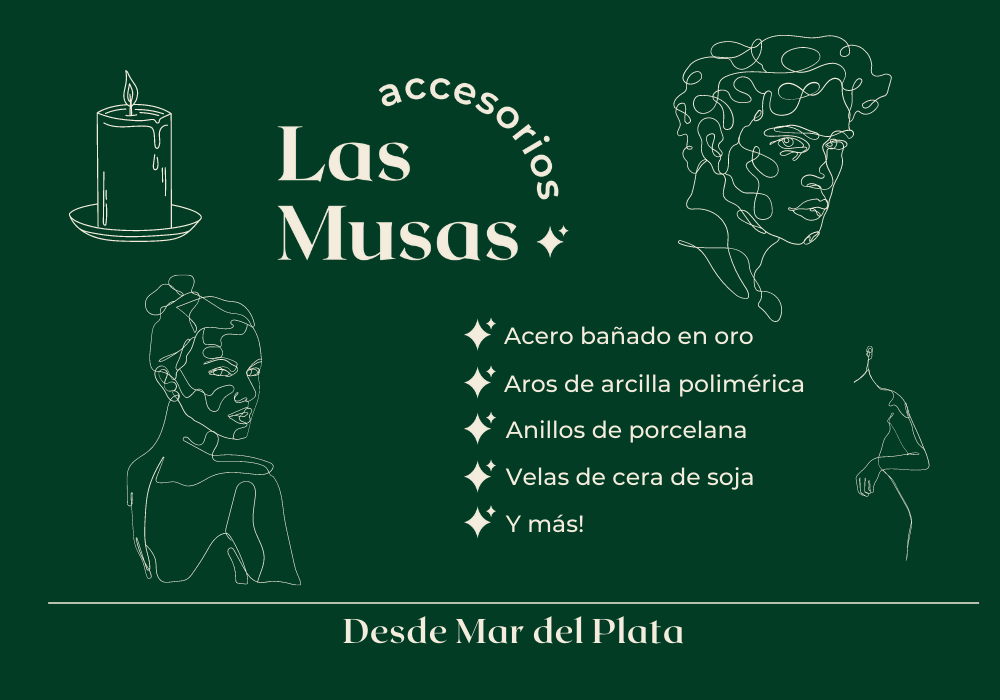 accesorios
Las
Musas
Acero bañado en oro
Aros de arcilla polimérica
Anillos de porcelana
Velas de cera de soja
Y más!
Desde Mar del Plata